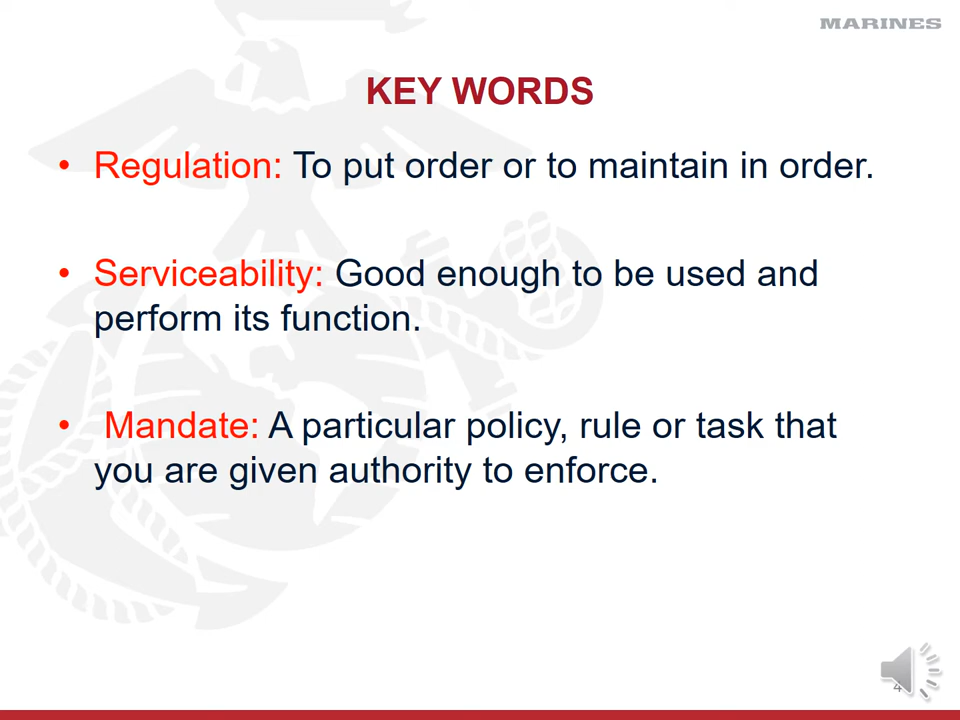 MARINES
KEY WORDS
• Regulation: To put order or to maintain in order.
• Serviceability: Good enough to be used and
perform its function.
• Mandate: A particular policy, rule or task that
you are given authority to enforce.
4